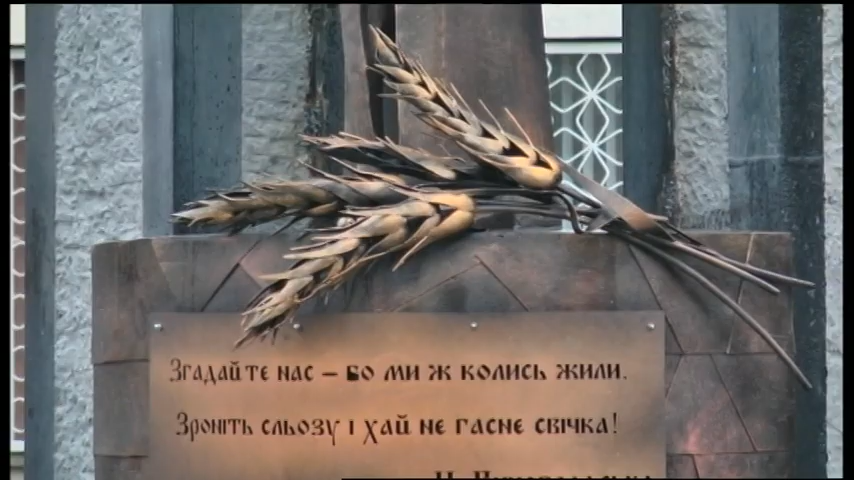 Згадайте нас – бо ми ж колись жили.
Зроніть сльозу і хай не гасне свічка!